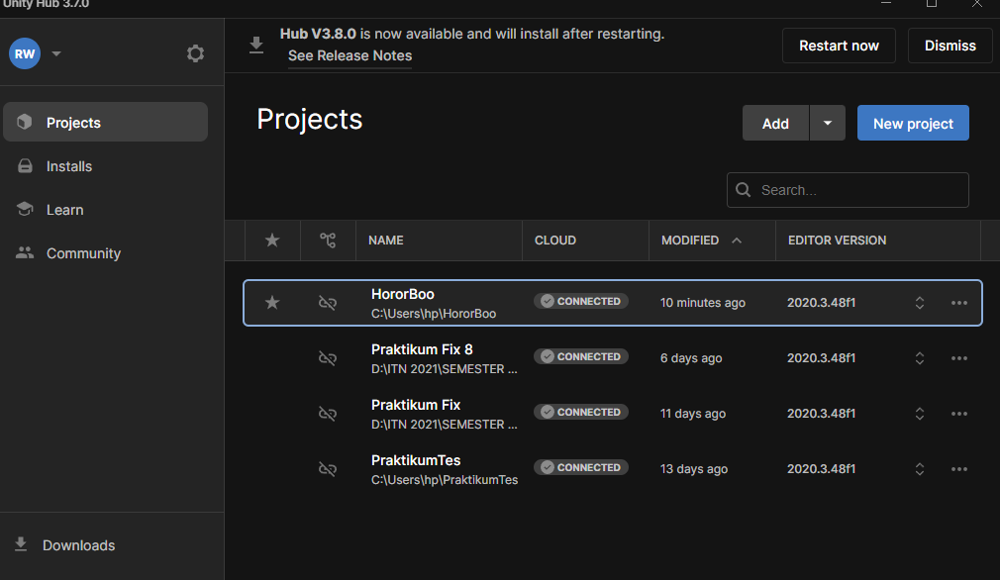 Unity Hub 3.7.0
RW
Hub V3.8.0 is now available and will install after restarting.
See Release Notes
Restart now
Dismiss
Projects
Installs
Learn
Community
Downloads
Projects
Add
New project
Search...
NAME CLOUD MODIFIED EDITOR VERSION
HororBoo CONNECTED 10 minutes ago 2020.3.48f1
C:\Users\hp\HororBoo
Praktikum Fix 8 CONNECTED 6 days ago 2020.3.48f1
D:\ITN 2021\SEMESTER ...
Praktikum Fix CONNECTED 11 days ago 2020.3.48f1
D:\ITN 2021\SEMESTER ...
PraktikumTes CONNECTED 13 days ago 2020.3.48f1
C:\Users\hp\PraktikumTes